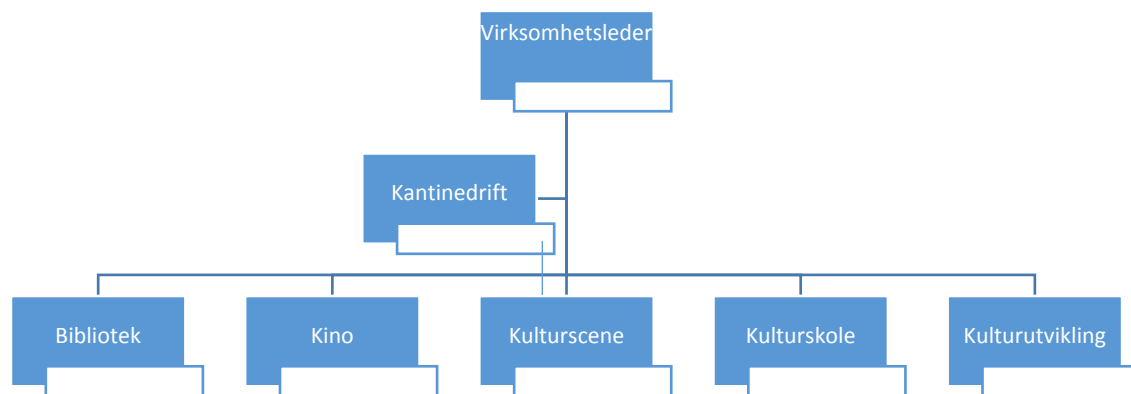 Virksomhetsleder
Kantinedrift
Bibliotek
Kino
Kulturscene
Kulturskole
Kulturutvikling